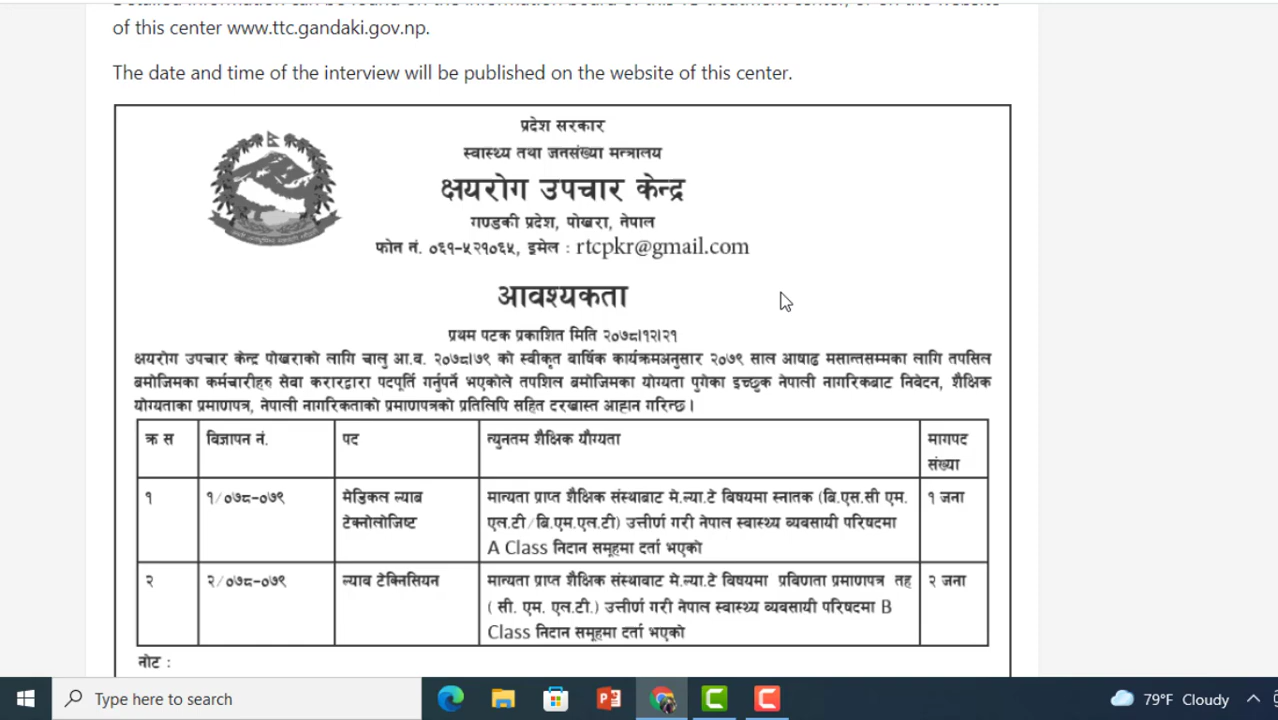 of this center www.ttc.gandaki.gov.np.
The date and time of the interview will be published on the website of this center.
प्रदेश सरकार
स्वास्थ्य तथा जनसंख्या मन्त्रालय
क्षयरोग उपचार केन्द्र
गण्डकी प्रदेश, पोखरा, नेपाल
फोन नं. ०६१-५२१०६५, इमेल : rtcpkr@gmail.com
आवश्यकता
प्रथम पटक प्रकाशित मिति २०७८।१२।२१
क्षयरोग उपचार केन्द्र पोखराको लागि चालु आ.व. २०७८।७९ को स्वीकृत वार्षिक कार्यक्रमअनुसार २०७९ साल आषाढ मसान्तसम्मका लागि तपसिल
बमोजिमका कर्मचारीहरु सेवा करारद्वारा पदपूर्ति गर्नुपर्ने भएकोले तपशिल बमोजिमका योग्यता पुगेका इच्छुक नेपाली नागरिकबाट निवेदन, शैक्षिक
योग्यताका प्रमाणपत्र, नेपाली नागरिकताको प्रमाणपत्रको प्रतिलिपि सहित दरखास्त आह्वान गरिन्छ।
क्र स विज्ञापन नं. पद न्युनतम शैक्षिक यौग्यता मागपद
संख्या
१ १/०७८-०७९ मेडिकल ल्याब मान्यता प्राप्त शैक्षिक संस्थाबाट मे.ल्या.टे विषयमा स्नातक (बि.एस.सी एम. १ जना
टेक्नोलोजिष्ट एल.टी/बि.एम.एल.टी) उत्तीर्ण गरी नेपाल स्वास्थ्य व्यवसायी परिषदमा
A Class निदान समूहमा दर्ता भएको
२ २/०७८-०७९ ल्याब टेक्निसियन मान्यता प्राप्त शैक्षिक संस्थाबाट मे.ल्या.टे विषयमा प्रबिणता प्रमाणपत्र तह २ जना
( सी. एम. एल.टी.) उत्तीर्ण गरी नेपाल स्वास्थ्य व्यवसायी परिषदमा B
Class निदान समूहमा दर्ता भएको
नोट :
Type here to search 79°F Cloudy